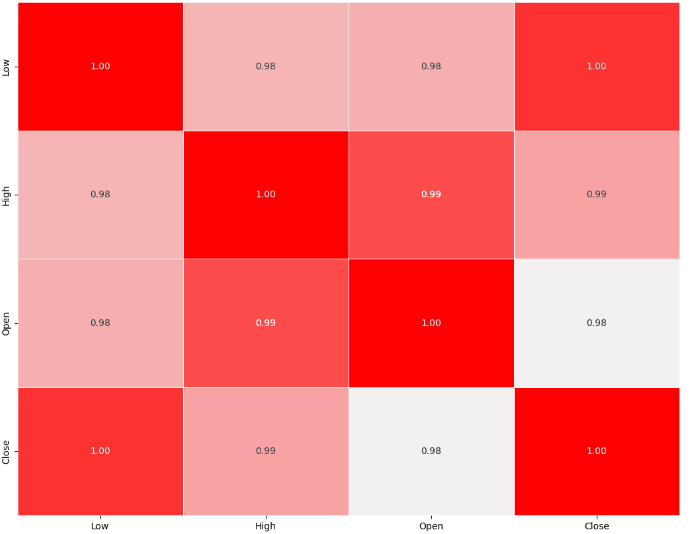 Low 1.00 0.98 0.98 1.00
High 0.98 1.00 0.99 0.99
Open 0.98 0.99 1.00 0.98
Close 1.00 0.99 0.98 1.00
Low High Open Close